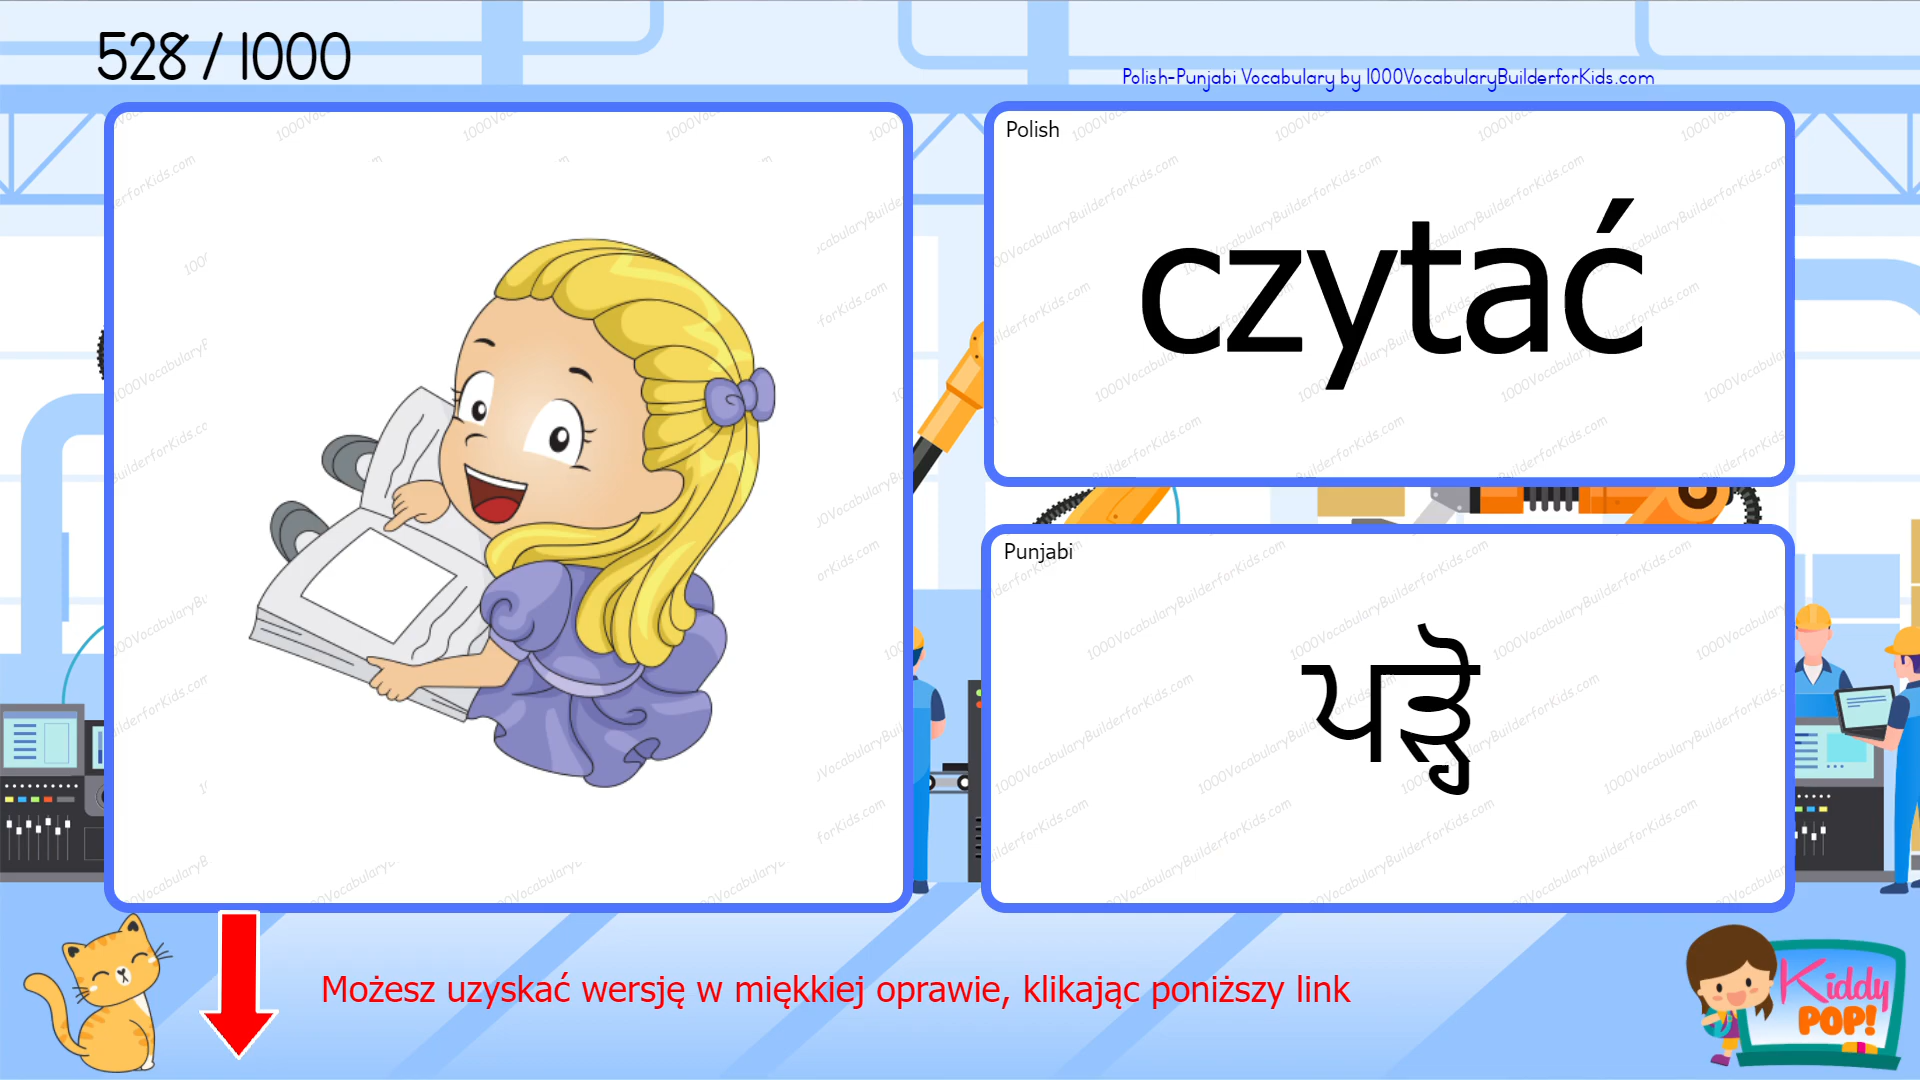 528 / 1000
Polish-Punjabi Vocabulary by 1000VocabularyBuilderforKids.com
Polish
czytać
Punjabi
ਪੜ੍ਹੋ
Możesz uzyskać wersję w miękkiej oprawie, klikając poniższy link
Kiddy
POP!